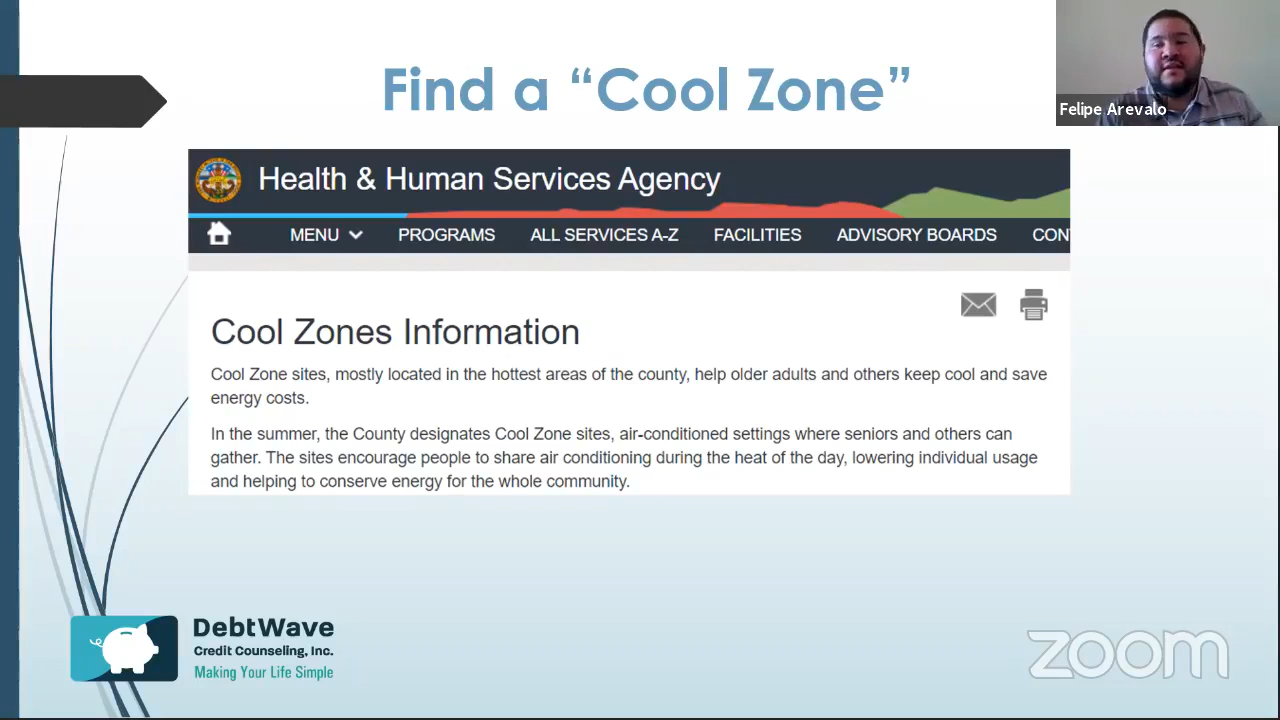 Find a “Cool Zone”
Felipe Arevalo
Health & Human Services Agency
MENU PROGRAMS ALL SERVICES A-Z FACILITIES ADVISORY BOARDS CON
Cool Zones Information
Cool Zone sites, mostly located in the hottest areas of the county, help older adults and others keep cool and save
energy costs.
In the summer, the County designates Cool Zone sites, air-conditioned settings where seniors and others can
gather. The sites encourage people to share air conditioning during the heat of the day, lowering individual usage
and helping to conserve energy for the whole community.
DebtWave
Credit Counseling, Inc.
Making Your Life Simple
zoom